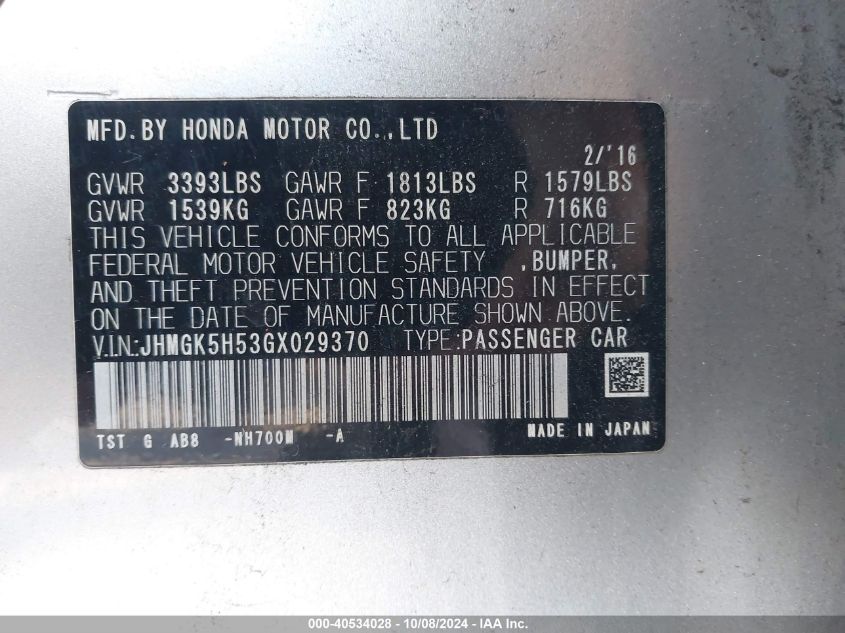 MFD. BY HONDA MOTOR CO.,LTD
2/'16
GVWR 3393LBS GAWR F 1813LBS R 1579LBS
GVWR 1539KG GAWR F 823KG R 716KG
THIS VEHICLE CONFORMS TO ALL APPLICABLE
FEDERAL MOTOR VEHICLE SAFETY ,BUMPER,
AND THEFT PREVENTION STANDARDS IN EFFECT
ON THE DATE OF MANUFACTURE SHOWN ABOVE.
V.I.N:JHMGK5H53GX029370 TYPE:PASSENGER CAR
TST G AB8 -NH700M -A MADE IN JAPAN
000-40534028 - 10/08/2024 - IAA Inc.